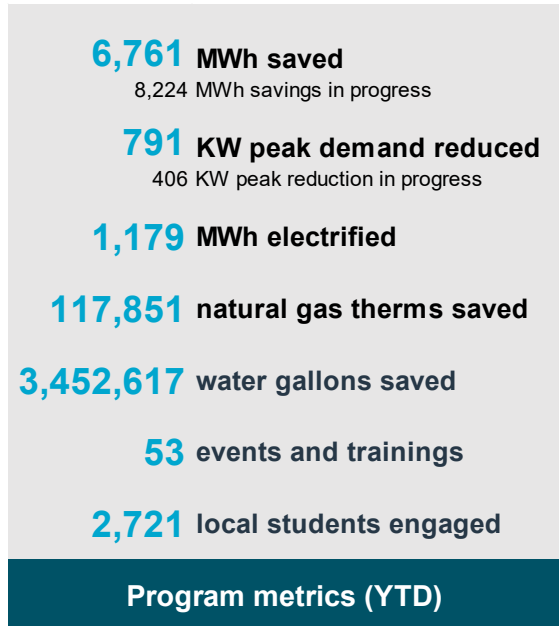 6,761 MWh saved
8,224 MWh savings in progress
791 KW peak demand reduced
406 KW peak reduction in progress
1,179 MWh electrified
117,851 natural gas therms saved
3,452,617 water gallons saved
53 events and trainings
2,721 local students engaged
Program metrics (YTD)